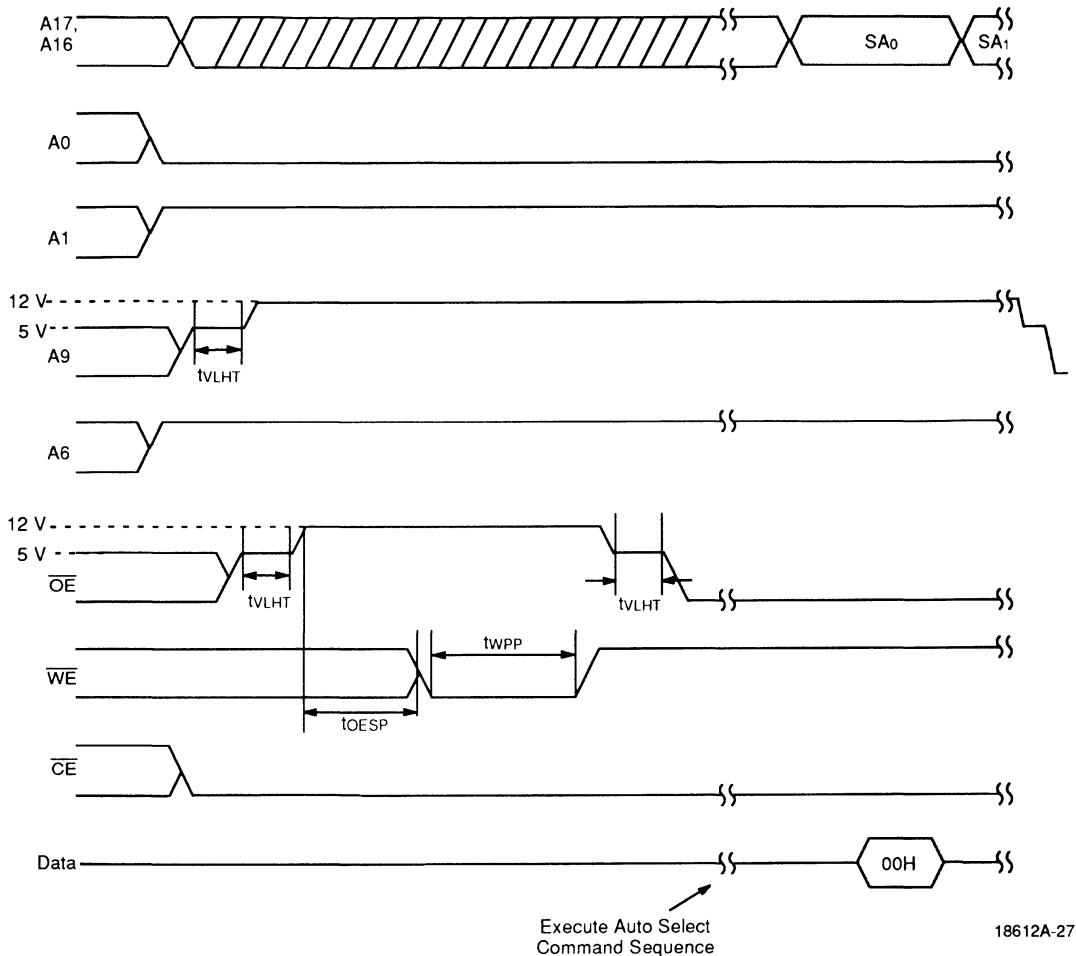 A17,
A16
SA0
SA1
A0
A1
12 V
5 V
A9
tVLHT
A6
12 V
5 V
OE
tVLHT
tVLHT
tWPP
WE
tOESP
CE
Data
00H
Execute Auto Select
Command Sequence
18612A-27